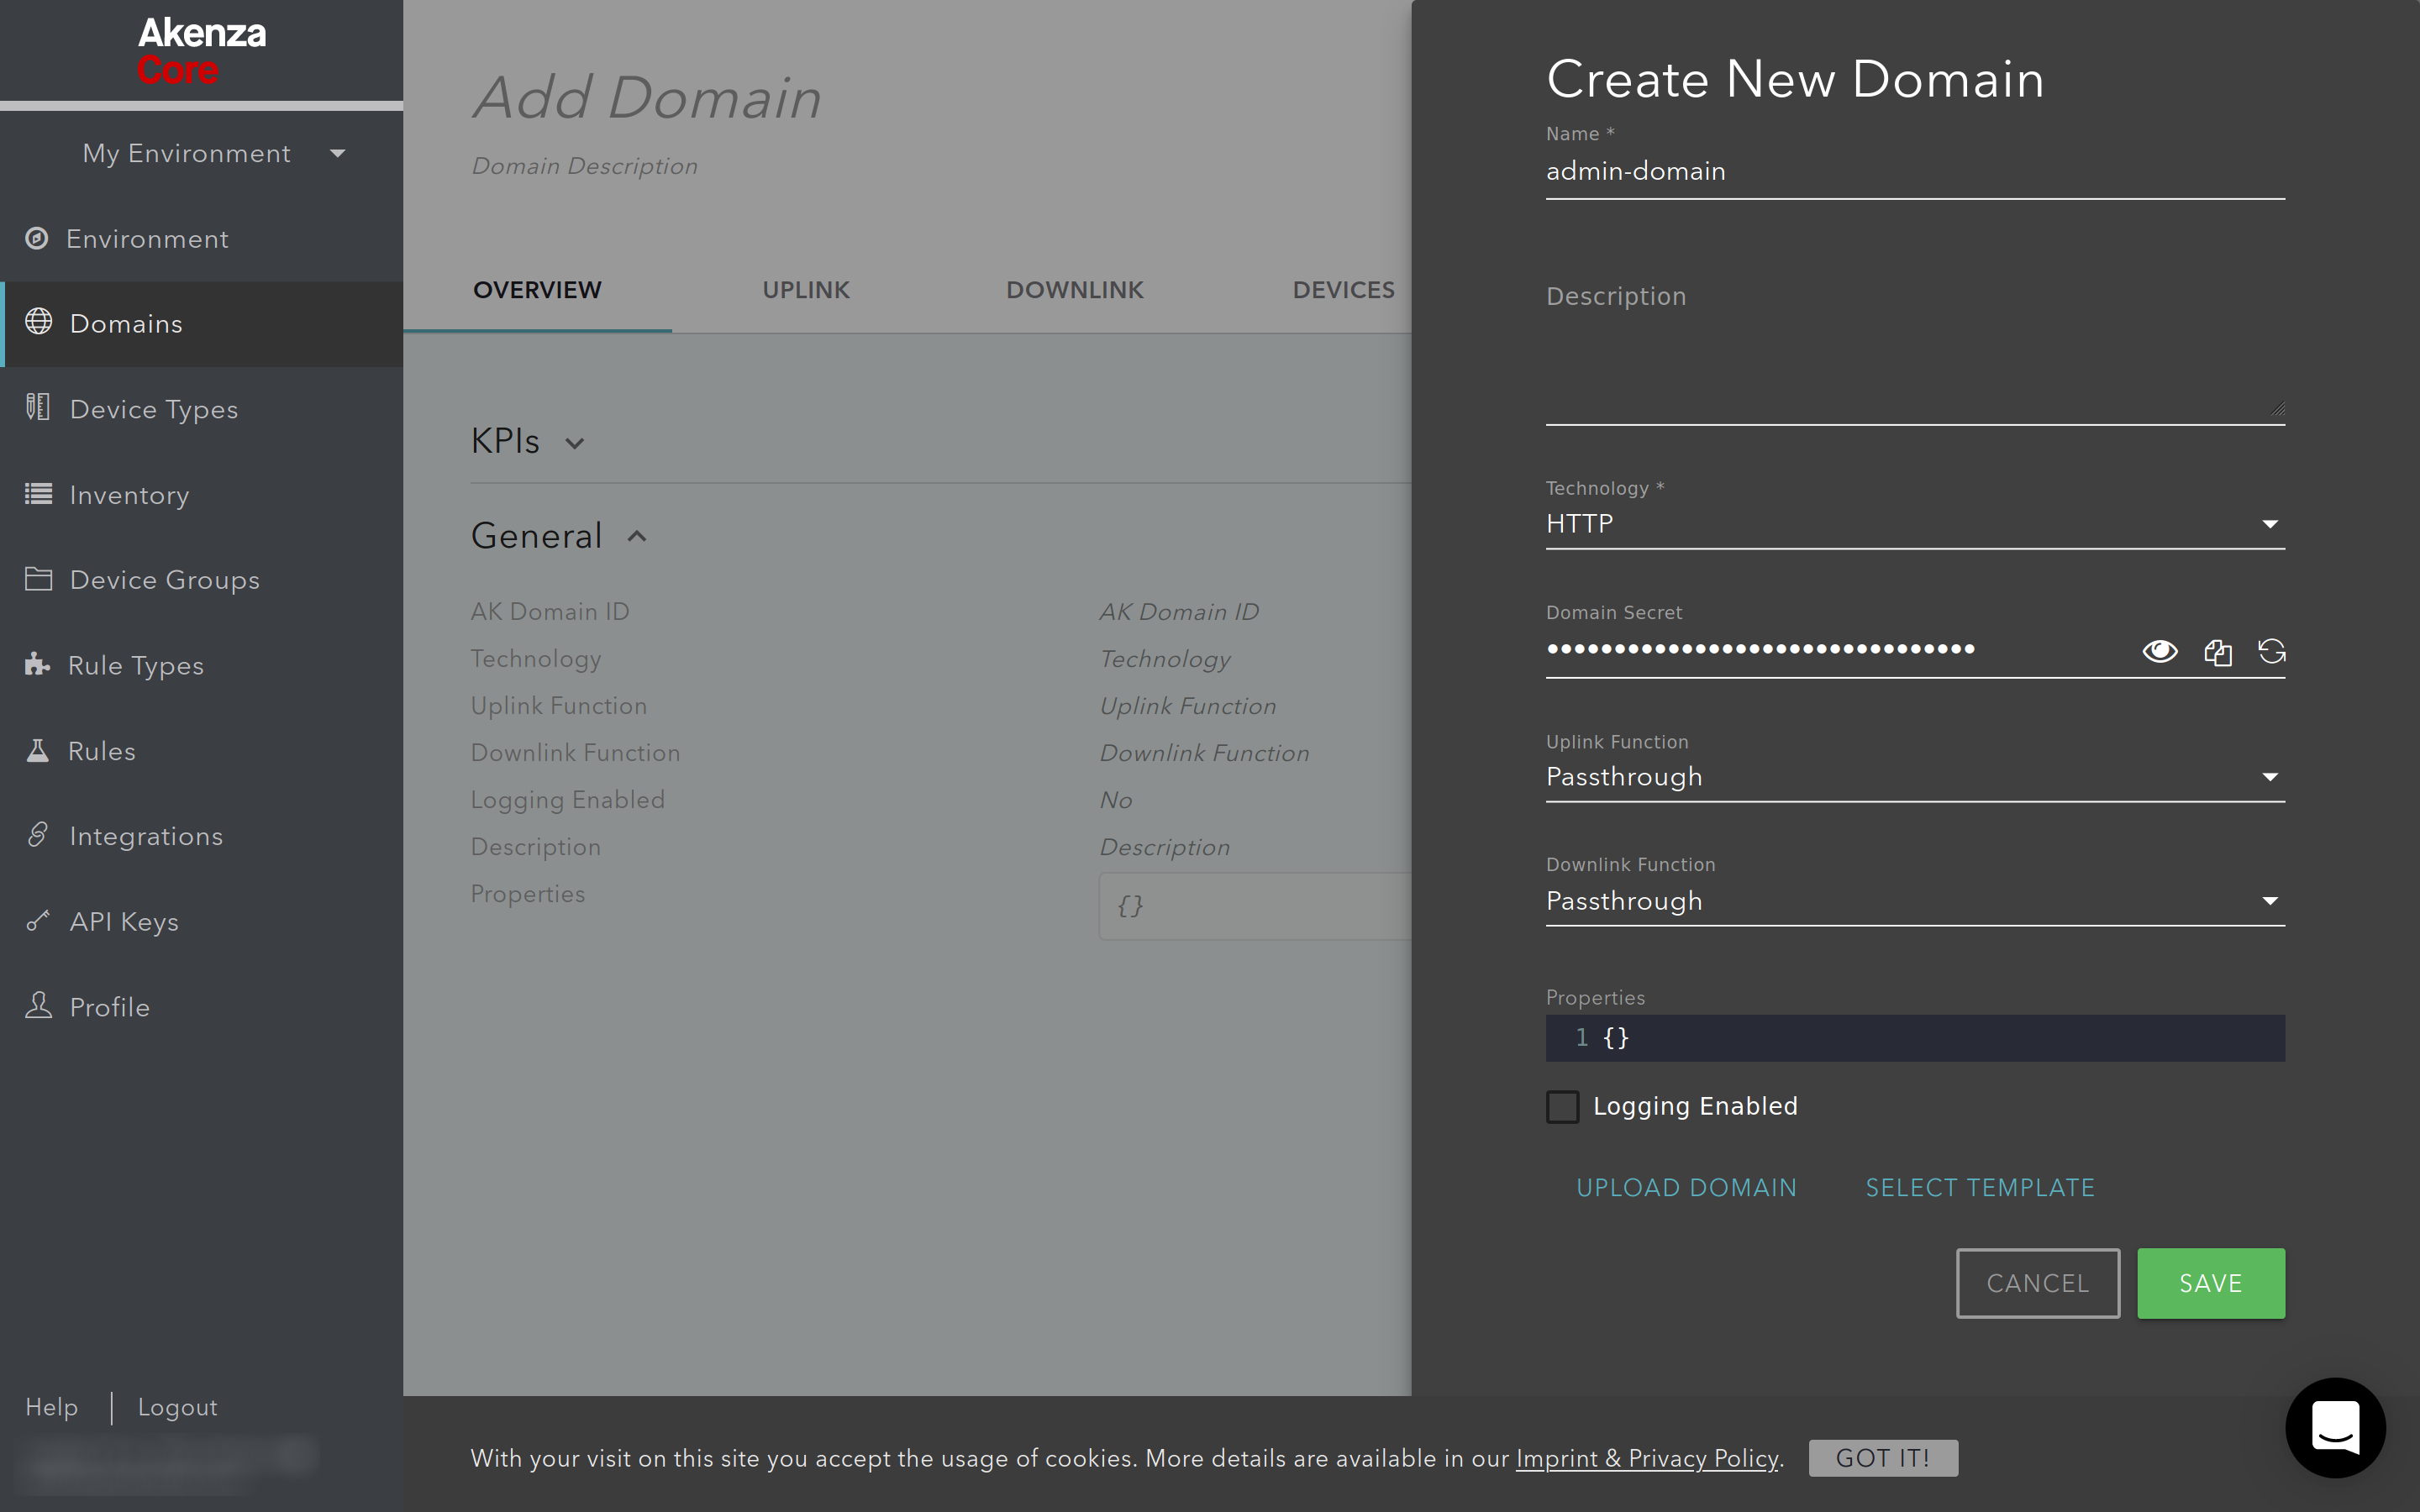 Akenza
Core
My Environment
Environment
Domains
Device Types
Inventory
Device Groups
Rule Types
Rules
Integrations
API Keys
Profile
Help
Logout
Add Domain
Domain Description
OVERVIEW UPLINK DOWNLINK DEVICES
KPIs
General
AK Domain ID AK Domain ID
Technology Technology
Uplink Function Uplink Function
Downlink Function Downlink Function
Logging Enabled No
Description Description
Properties {}
Create New Domain
Name *
admin-domain
Description
Technology *
HTTP
Domain Secret
••••••••••••••••••••••••••••••••
Uplink Function
Passthrough
Downlink Function
Passthrough
Properties
1 {}
Logging Enabled
UPLOAD DOMAIN SELECT TEMPLATE
CANCEL SAVE
With your visit on this site you accept the usage of cookies. More details are available in our Imprint & Privacy Policy. GOT IT!